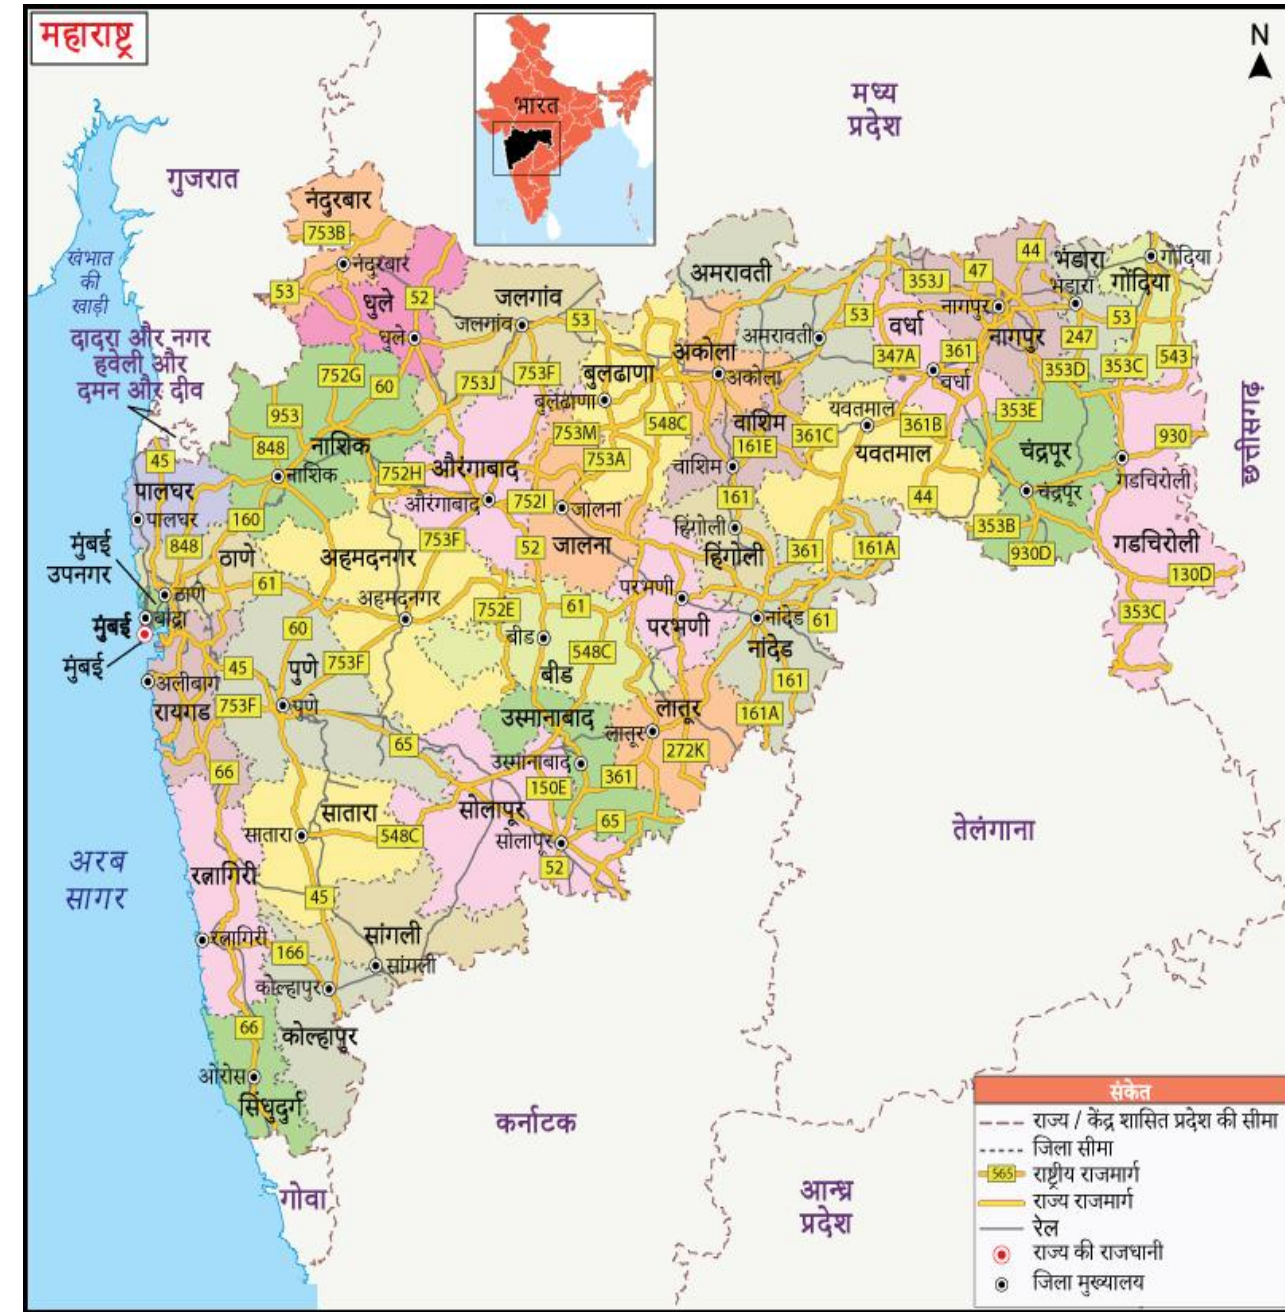 महाराष्ट्र
N
भारत
मध्य
प्रदेश
गुजरात
नंदुरबार
753B
नंदुरबार
53
धुले
52
धुले
खंभात
की
खाड़ी
दादरा और नगर
हवेली और
दमन और दीव
जलगांव
जलगांव
53
753J
753F
अमरावती
अमरावती
53
353J
47
44
भंडारा
भंडारा
गोंदिया
गोंदिया
वर्धा
नागपुर
नागपुर
247
53
347A
361
353D
353C
543
वर्धा
अकोला
अकोला
बुलढाणा
बुलढाणा
752G
60
953
848
नाशिक
नाशिक
753M
548C
753A
वाशिम
161E
वाशिम
361C
यवतमाल
361B
यवतमाल
353E
चंद्रपूर
चंद्रपूर
930
गडचिरोली
छत्तीसगढ़
45
पालघर
पालघर
160
848
752H
औरंगाबाद
औरंगाबाद
752I
जालना
जालना
161
44
353B
930D
गडचिरोली
130D
353C
मुंबई
उपनगर
ठाणे
ठाणे
61
अहमदनगर
753F
अहमदनगर
52
हिंगोली
हिंगोली
361
161A
बांद्रा
मुंबई
मुंबई
60
752E
61
परभणी
परभणी
नांदेड
61
नांदेड
बीड
548C
बीड
45
पुणे
753F
अलीबाग
रायगड
753F
पुणे
161
161A
उस्मानाबाद
लातूर
लातूर
272K
65
उस्मानाबाद
150E
361
66
सातारा
सातारा
548C
सोलापूर
सोलापूर
65
52
तेलंगाना
अरब
सागर
रत्नागिरी
45
रत्नागिरी
166
सांगली
सांगली
कोल्हापुर
66
कोल्हापुर
ओरोस
सिंधुदुर्ग
कर्नाटक
गोवा
आन्ध्र
प्रदेश
संकेत
राज्य / केंद्र शासित प्रदेश की सीमा
जिला सीमा
565 राष्ट्रीय राजमार्ग
राज्य राजमार्ग
रेल
राज्य की राजधानी
जिला मुख्यालय